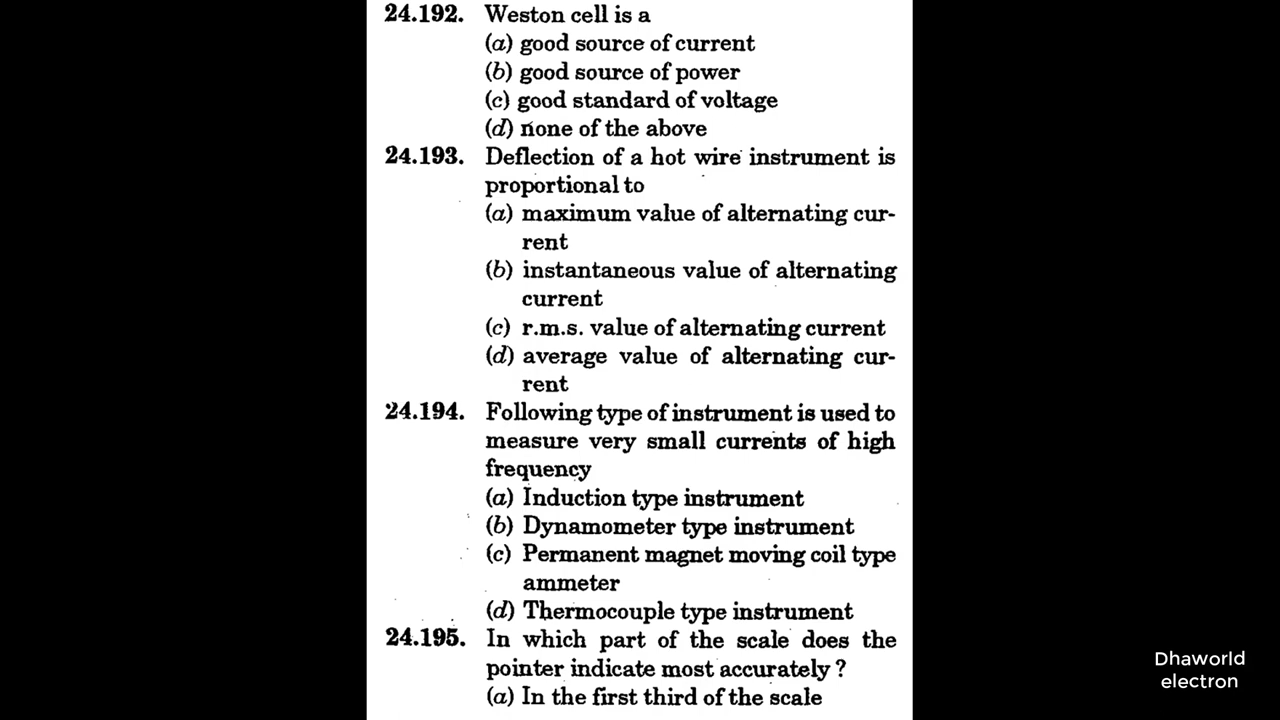 24.192. Weston cell is a
(a) good source of current
(b) good source of power
(c) good standard of voltage
(d) none of the above
24.193. Deflection of a hot wire instrument is
proportional to
(a) maximum value of alternating cur-
rent
(b) instantaneous value of alternating
current
(c) r.m.s. value of alternating current
(d) average value of alternating cur-
rent
24.194. Following type of instrument is used to
measure very small currents of high
frequency
(a) Induction type instrument
(b) Dynamometer type instrument
(c) Permanent magnet moving coil type
ammeter
(d) Thermocouple type instrument
24.195. In which part of the scale does the
pointer indicate most accurately ?
(a) In the first third of the scale
Dhaworld
electron